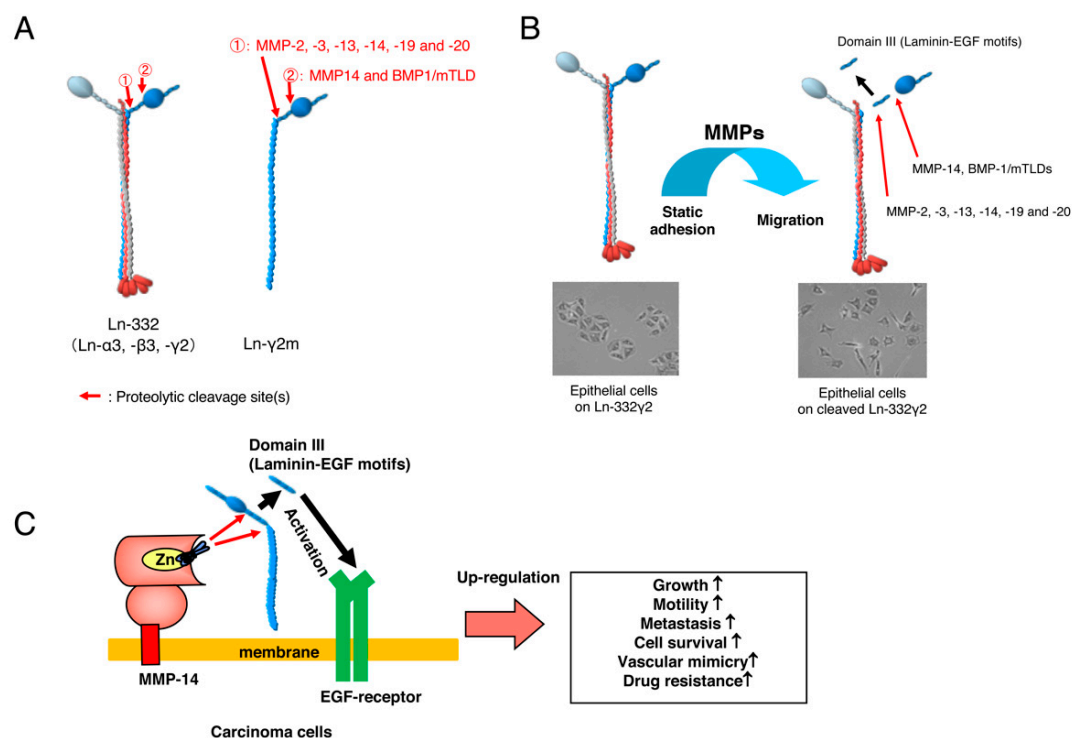 A
① ②
①: MMP-2, -3, -13, -14, -19 and -20
②: MMP14 and BMP1/mTLD
Ln-332
(Ln-α3, -β3, -γ2)
Ln-γ2m
: Proteolytic cleavage site(s)
B
Domain III (Laminin-EGF motifs)
MMPs
Static
adhesion
Migration
MMP-14, BMP-1/mTLDs
MMP-2, -3, -13, -14, -19 and -20
Epithelial cells
on Ln-332γ2
Epithelial cells
on cleaved Ln-332γ2
C
Domain III
(Laminin-EGF motifs)
Zn
Activation
membrane
MMP-14
EGF-receptor
Carcinoma cells
Up-regulation
Growth ↑
Motility ↑
Metastasis ↑
Cell survival ↑
Vascular mimicry↑
Drug resistance↑